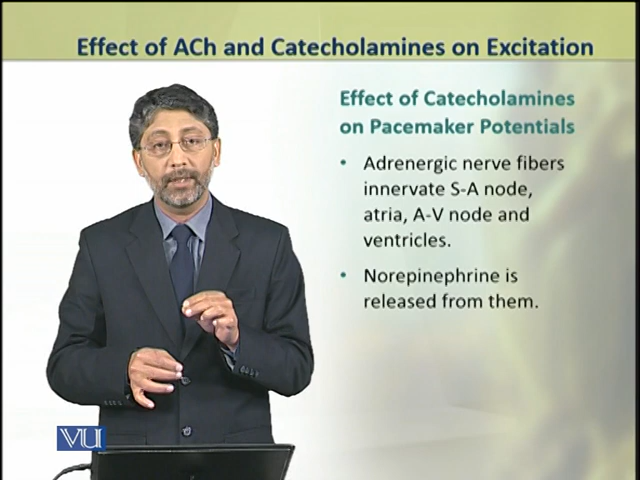 Effect of ACh and Catecholamines on Excitation
Effect of Catecholamines
on Pacemaker Potentials
• Adrenergic nerve fibers
innervate S-A node,
atria, A-V node and
ventricles.
• Norepinephrine is
released from them.
VU